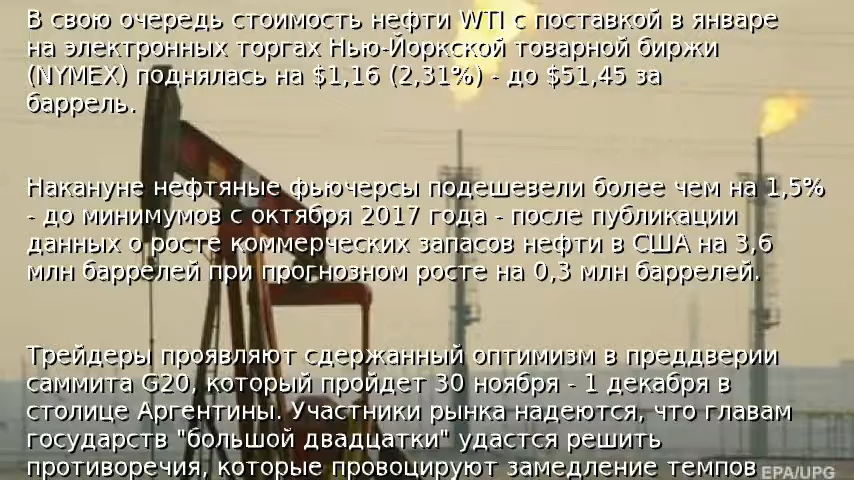 В свою очередь стоимость нефти WTI с поставкой в январе
на электронных торгах Нью-Йоркской товарной биржи
(NYMEX) поднялась на $1,16 (2,31%) - до $51,45 за
баррель.
Накануне нефтяные фьючерсы подешевели более чем на 1,5%
- до минимумов с октября 2017 года - после публикации
данных о росте коммерческих запасов нефти в США на 3,6
млн баррелей при прогнозном росте на 0,3 млн баррелей.
Трейдеры проявляют сдержанный оптимизм в преддверии
саммита G20, который пройдет 30 ноября - 1 декабря в
столице Аргентины. Участники рынка надеются, что главам
государств "большой двадцатки" удастся решить
противоречия, которые провоцируют замедление темпов
EPA/UPG